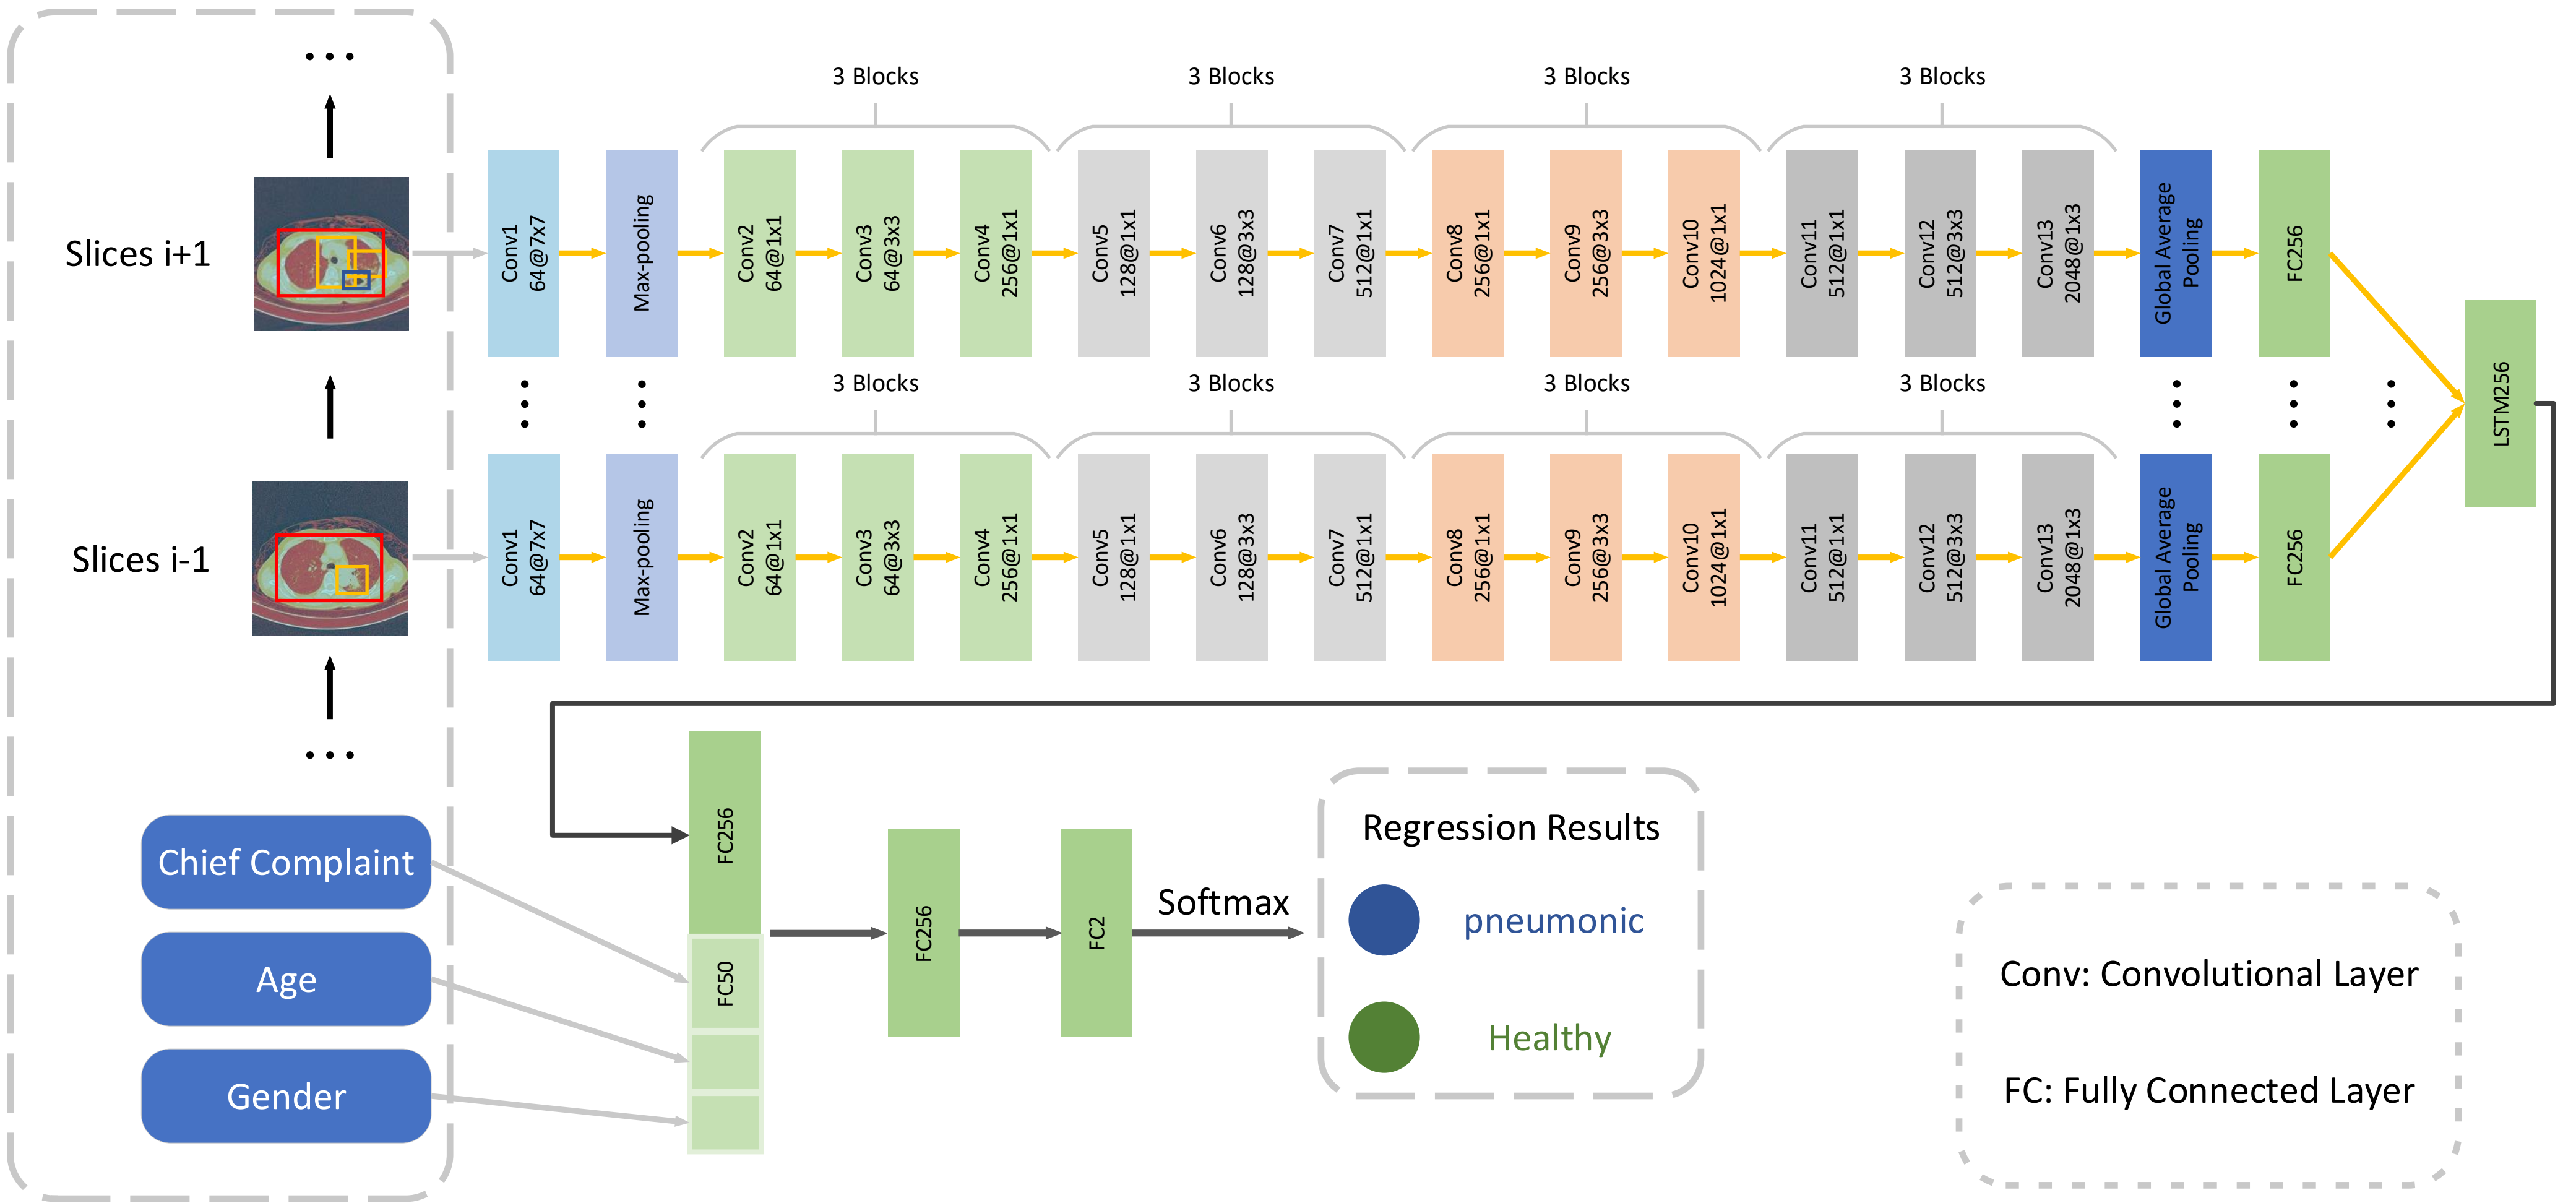 3 Blocks
3 Blocks
3 Blocks
3 Blocks
Slices i+1
Conv1
64@7x7
Max-pooling
Conv2
64@1x1
Conv3
64@3x3
Conv4
256@1x1
Conv5
128@1x1
Conv6
128@3x3
Conv7
512@1x1
Conv8
256@1x1
Conv9
256@3x3
Conv10
1024@1x1
Conv11
512@1x1
Conv12
512@3x3
Conv13
2048@1x3
Global Average
Pooling
FC256
LSTM256
3 Blocks
3 Blocks
3 Blocks
3 Blocks
Slices i-1
Conv1
64@7x7
Max-pooling
Conv2
64@1x1
Conv3
64@3x3
Conv4
256@1x1
Conv5
128@1x1
Conv6
128@3x3
Conv7
512@1x1
Conv8
256@1x1
Conv9
256@3x3
Conv10
1024@1x1
Conv11
512@1x1
Conv12
512@3x3
Conv13
2048@1x3
Global Average
Pooling
FC256
Chief Complaint
Age
Gender
FC256
FC50
FC256
FC2
Softmax
Regression Results
pneumonic
Healthy
Conv: Convolutional Layer
FC: Fully Connected Layer